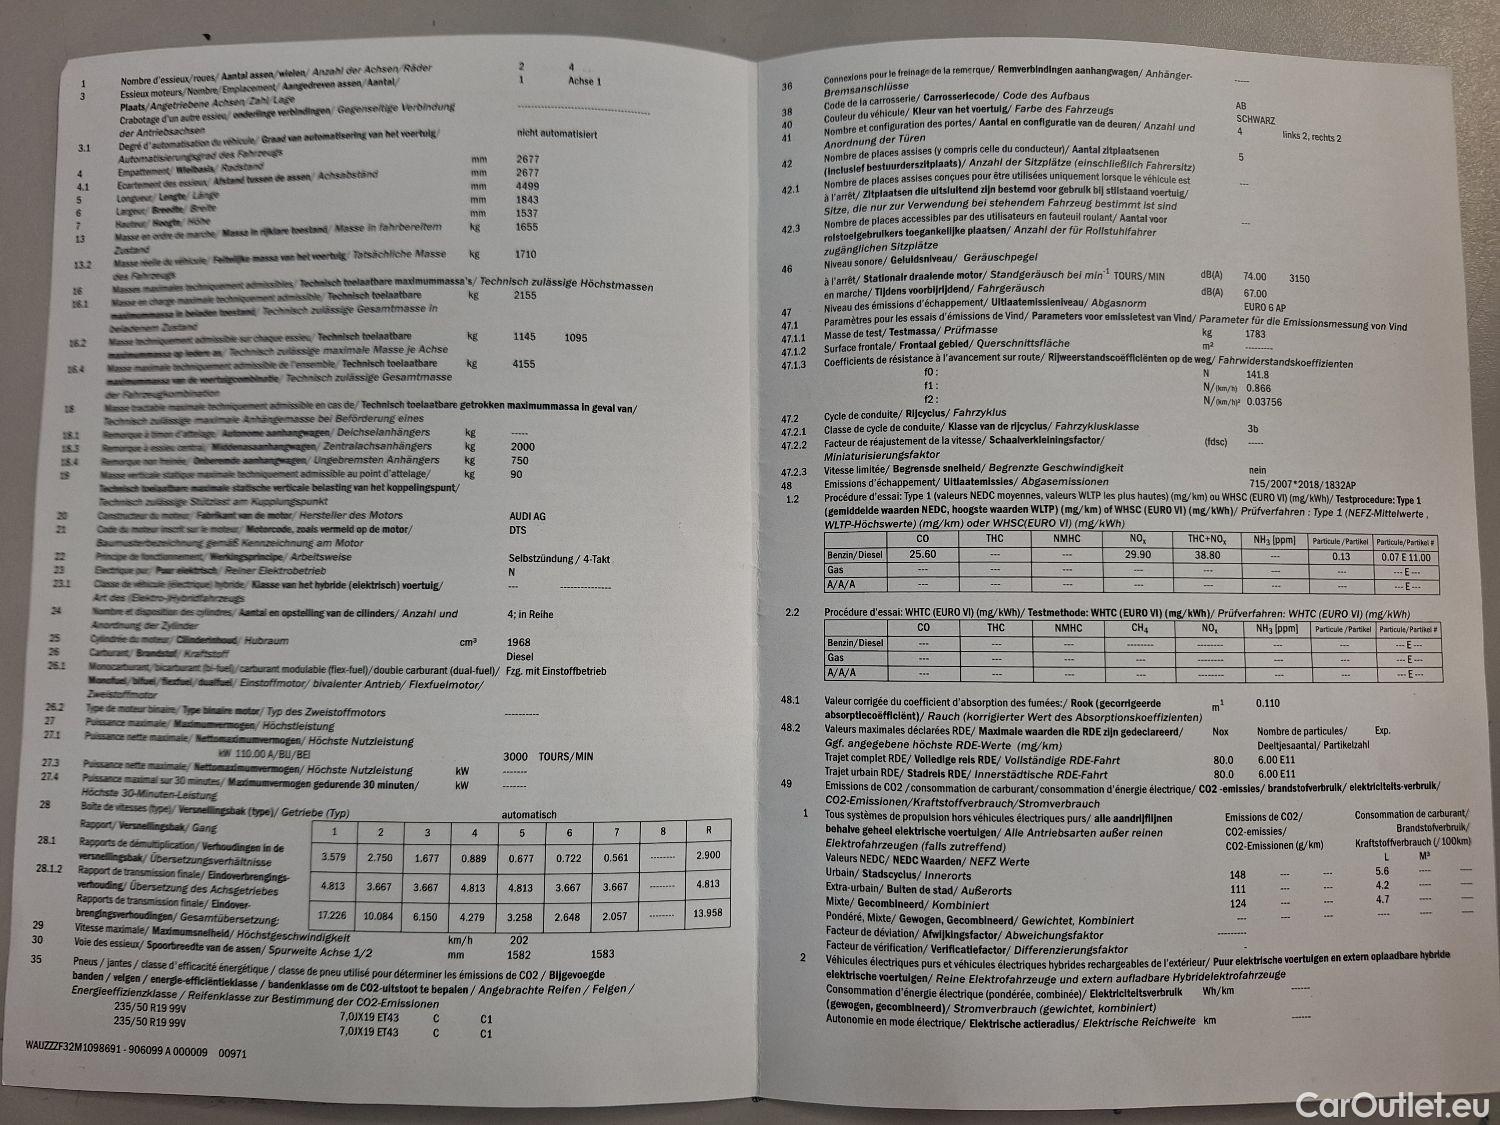 1 Nombre d'essieux/roues/ Aantal assen/wielen/ Anzahl der Achsen/Räder 2 4
3 Essieux moteurs/Nombre/Emplacement/ Aangedreven assen/Aantal/ 1 Achse 1
Plaats/Angetriebene Achsen/Zahl/Lage
Crabotage d'un autre essieu/ onderlinge verbindingen/ Gegenseitige Verbindung ---------------------
der Antriebsachsen
3.1 Degré d'automatisation du véhicule/ Graad van automatisering van het voertuig/ nicht automatisiert
Automatisierungsgrad des Fahrzeugs
4 Empattement/ Wielbasis/ Radstand mm 2677
4.1 Ecartement des essieux/ Afstand tussen de assen/ Achsabständ mm 2677
5 Longueur/ Lengte/ Länge mm 4499
6 Largeur/ Breedte/ Breite mm 1843
7 Hauteur/ Hoogte/ Höhe mm 1537
13 Masse en ordre de marche/ Massa in rijklare toestand/ Masse in fahrbereitem kg 1655
Zustand
13.2 Masse réelle du véhicule/ Feitelijke massa van het voertuig/ Tatsächliche Masse kg 1710
des Fahrzeugs
16 Masses maximales techniquement admissibles/ Technisch toelaatbare maximummassa's/ Technisch zulässige Höchstmassen
16.1 Masse en charge maximale techniquement admissible/ Technisch toelaatbare kg 2155
maximummassa in beladen toestand/ Technisch zulässige Gesamtmasse in
beladenem Zustand
16.2 Masse techniquement admissible sur chaque essieu/ Technisch toelaatbare kg 1145 1095
maximummassa op iedere as/ Technisch zulässige maximale Masse je Achse
16.4 Masse maximale techniquement admissible de l'ensemble/ Technisch toelaatbare kg 4155
maximummassa van de voertuigcombinatie/ Technisch zulässige Gesamtmasse
der Fahrzeugkombination
18 Masse tractable maximale techniquement admissible en cas de/ Technisch toelaatbare getrokken maximummassa in geval van/
Technisch zulässige maximale Anhängemasse bei Beförderung eines
18.1 Remorque à timon d'attelage/ Autonome aanhangwagen/ Deichselanhängers kg -----
18.3 Remorque à essieu central/ Middenassaanhangwagen/ Zentralachsanhängers kg 2000
18.4 Remorque non freinée/ Onberemde aanhangwagen/ Ungebremsten Anhängers kg 750
19 Masse verticale statique maximale techniquement admissible au point d'attelage/ kg 90
Technisch toelaatbare maximale statische verticale belasting van het koppelingspunt/
Technisch zulässige Stützlast am Kupplungspunkt
20 Constructeur du moteur/ Fabrikant van de motor/ Hersteller des Motors AUDI AG
21 Code du moteur inscrit sur le moteur/ Motorcode, zoals vermeld op de motor/ DTS
Baumusterbezeichnung gemäß Kennzeichnung am Motor
22 Principe de fonctionnement/ Werkingsprincipe/ Arbeitsweise Selbstzündung / 4-Takt
23 Electrique pur/ Puur elektrisch/ Reiner Elektrobetrieb N
23.1 Classe de véhicule (électrique) hybride/ Klasse van het hybride (elektrisch) voertuig/ --- ---------------
Art des (Elektro-)Hybridfahrzeugs
24 Nombre et disposition des cylindres/ Aantal en opstelling van de cilinders/ Anzahl und 4; in Reihe
Anordnung der Zylinder
25 Cylindrée du moteur/ Cilinderinhoud/ Hubraum cm³ 1968
26 Carburant/ Brandstof/ Kraftstoff Diesel
26.1 Monocarburant/bicarburant (bi-fuel)/carburant modulable (flex-fuel)/double carburant (dual-fuel)/ Fzg. mit Einstoffbetrieb
Monofuel/bifuel/flexfuel/dualfuel/ Einstoffmotor/ bivalenter Antrieb/ Flexfuelmotor/
Zweistoffmotor
26.2 Type de moteur binaire/ Type binaire motor/ Typ des Zweistoffmotors ----------
27 Puissance maximale/ Maximumvermogen/ Höchstleistung
27.1 Puissance nette maximale/ Nettomaximumvermogen/ Höchste Nutzleistung
kW 110.00 A/BIJ/BEI 3000 TOURS/MIN
27.3 Puissance nette maximale/ Nettomaximumvermogen/ Höchste Nutzleistung kW -------
27.4 Puissance maximal sur 30 minutes/ Maximumvermogen gedurende 30 minuten/ kW -------
Höchste 30-Minuten-Leistung
28 Boîte de vitesses (type)/ Versnellingsbak (type)/ Getriebe (Typ) automatisch
Rapport/ Versnellingsbak/ Gang 1 2 3 4 5 6 7 8 R
28.1 Rapports de démultiplication/ Verhoudingen in de
versnellingsbak/ Übersetzungsverhältnisse 3.579 2.750 1.677 0.889 0.677 0.722 0.561 -------- 2.900
28.1.2 Rapport de transmission finale/ Eindoverbrengings-
verhouding/ Übersetzung des Achsgetriebes 4.813 3.667 3.667 4.813 4.813 3.667 3.667 -------- 4.813
Rapports de transmission finale/ Eindover-
brengingsverhoudingen/ Gesamtübersetzung: 17.226 10.084 6.150 4.279 3.258 2.648 2.057 -------- 13.958
29 Vitesse maximale/ Maximumsnelheid/ Höchstgeschwindigkeit km/h 202
30 Voie des essieux/ Spoorbreedte van de assen/ Spurweite Achse 1/2 mm 1582 1583
35 Pneus / jantes / classe d'efficacité énergétique / classe de pneu utilisé pour déterminer les émissions de CO2 / Bijgevoegde
banden / velgen / energie-efficiëntieklasse / bandenklasse om de CO2-uitstoot te bepalen / Angebrachte Reifen / Felgen /
Energieeffizienzklasse / Reifenklasse zur Bestimmung der CO2-Emissionen
235/50 R19 99V 7,0JX19 ET43 C C1
235/50 R19 99V 7,0JX19 ET43 C C1
WAUZZZF32M1098691 - 906099 A 000009 00971
36 Connexions pour le freinage de la remorque/ Remverbindingen aanhangwagen/ Anhänger- -----
Bremsanschlüsse
38 Code de la carrosserie/ Carrosseriecode/ Code des Aufbaus AB
40 Couleur du véhicule/ Kleur van het voertuig/ Farbe des Fahrzeugs SCHWARZ
41 Nombre et configuration des portes/ Aantal en configuratie van de deuren/ Anzahl und 4 links 2, rechts 2
Anordnung der Türen
42 Nombre de places assises (y compris celle du conducteur)/ Aantal zitplaatsenen 5
(inclusief bestuurderszitplaats)/ Anzahl der Sitzplätze (einschließlich Fahrersitz)
42.1 Nombre de places assises conçues pour être utilisées uniquement lorsque le véhicule est ---
à l'arrêt/ Zitplaatsen die uitsluitend zijn bestemd voor gebruik bij stilstaand voertuig/
Sitze, die nur zur Verwendung bei stehendem Fahrzeug bestimmt ist sind
42.3 Nombre de places accessibles par des utilisateurs en fauteuil roulant/ Aantal voor ---
rolstoelgebruikers toegankelijke plaatsen/ Anzahl der für Rollstuhlfahrer
zugänglichen Sitzplätze
46 Niveau sonore/ Geluidsniveau/ Geräuschpegel
à l'arrêt/ Stationair draalende motor/ Standgeräusch bei min⁻¹ TOURS/MIN dB(A) 74.00 3150
en marche/ Tijdens voorbijrijdend/ Fahrgeräusch dB(A) 67.00
47 Niveau des émissions d'échappement/ Uitlaatemissieniveau/ Abgasnorm EURO 6 AP
47.1 Paramètres pour les essais d'émissions de Vind/ Parameters voor emissietest van Vind/ Parameter für die Emissionsmessung von Vind
47.1.1 Masse de test/ Testmassa/ Prüfmasse kg 1783
47.1.2 Surface frontale/ Frontaal gebied/ Querschnittsfläche m² ---------
47.1.3 Coefficients de résistance à l'avancement sur route/ Rijweerstandscoëfficiënten op de weg/ Fahrwiderstandskoeffizienten
f0 : N 141.8
f1 : N/(km/h) 0.866
f2 : N/(km/h)² 0.03756
47.2 Cycle de conduite/ Rijcyclus/ Fahrzyklus
47.2.1 Classe de cycle de conduite/ Klasse van de rijcyclus/ Fahrzyklusklasse 3b
47.2.2 Facteur de réajustement de la vitesse/ Schaalverkleiningsfactor/ (fdsc) -----
Miniaturisierungsfaktor
47.2.3 Vitesse limitée/ Begrensde snelheid/ Begrenzte Geschwindigkeit nein
48 Emissions d'échappement/ Uitlaatemissies/ Abgasemissionen 715/2007*2018/1832AP
1.2 Procédure d'essai: Type 1 (valeurs NEDC moyennes, valeurs WLTP les plus hautes) (mg/km) ou WHSC (EURO VI) (mg/kWh)/ Testprocedure: Type 1
(gemiddelde waarden NEDC, hoogste waarden WLTP) (mg/km) of WHSC (EURO VI) (mg/kWh)/ Prüfverfahren : Type 1 (NEFZ-Mittelwerte ,
WLTP-Höchswerte) (mg/km) oder WHSC(EURO VI) (mg/kWh)
CO THC NMHC NOx THC+NOx NH3 [ppm] Particule /Partikel Particule/Partikel #
Benzin/Diesel 25.60 --- --- 29.90 38.80 --- 0.13 0.07 E 11.00
Gas --- E ---
A/A/A --- E ---
2.2 Procédure d'essai: WHTC (EURO VI) (mg/kWh)/ Testmethode: WHTC (EURO VI) (mg/kWh)/ Prüfverfahren: WHTC (EURO VI) (mg/kWh)
CO THC NMHC CH4 NOx NH3 [ppm] Particule /Partikel Particule/Partikel #
Benzin/Diesel --- --- --- -------- -------- --- --- --- E ---
Gas --- --- --- --- -------- --- --- --- E ---
A/A/A --- --- --- --- -------- --- --- --- E ---
48.1 Valeur corrigée du coefficient d'absorption des fumées:/ Rook (gecorrigeerde m¹ 0.110
absorptiecoëfficiënt)/ Rauch (korrigierter Wert des Absorptionskoeffizienten)
48.2 Valeurs maximales déclarées RDE/ Maximale waarden die RDE zijn gedeclareerd/ Nox Nombre de particules/ Exp.
Ggf. angegebene höchste RDE-Werte (mg/km) Deeltjesaantal/ Partikelzahl
Trajet complet RDE/ Volledige reis RDE/ Vollständige RDE-Fahrt 80.0 6.00 E11
Trajet urbain RDE/ Stadreis RDE/ Innerstädtische RDE-Fahrt 80.0 6.00 E11
49 Emissions de CO2 /consommation de carburant/consommation d'énergie électrique/ CO2 -emissies/ brandstofverbruik/ elektriciteits-verbruik/
CO2-Emissionen/Kraftstoffverbrauch/Stromverbrauch
1 Tous systèmes de propulsion hors véhicules électriques purs/ alle aandrijflijnen Emissions de CO2/ Consommation de carburant/
behalve geheel elektrische voertuigen/ Alle Antriebsarten außer reinen CO2-emissies/ Brandstofverbruik/
Elektrofahrzeugen (falls zutreffend) CO2-Emissionen (g/km) Kraftstoffverbrauch (/100km)
Valeurs NEDC/ NEDC Waarden/ NEFZ Werte L M³
Urbain/ Stadscyclus/ Innerorts 148 --- --- 5.6 ---- ---
Extra-urbain/ Bulten de stad/ Außerorts 111 --- --- 4.2 ---- ---
Mixte/ Gecombineerd/ Kombiniert 124 --- --- 4.7 ---- ---
Pondéré, Mixte/ Gewogen, Gecombineerd/ Gewichtet, Kombiniert --- --- --- ---- ---- ---
Facteur de déviation/ Afwijkingsfactor/ Abweichungsfaktor ---------
Facteur de vérification/ Verificatiefactor/ Differenzierungsfaktor -
2 Véhicules électriques purs et véhicules électriques hybrides rechargeables de l'extérieur/ Puur elektrische voertuigen en extern oplaadbare hybride
elektrische voertuigen/ Reine Elektrofahrzeuge und extern aufladbare Hybridelektrofahrzeuge
Consommation d'énergie électrique (pondérée, combinée)/ Elektriciteitsverbruik Wh/km ------
(gewogen, gecombineerd)/ Stromverbrauch (gewichtet, kombiniert)
Autonomie en mode électrique/ Elektrische actieradius/ Elektrische Reichweite km ------
CarOutlet.eu